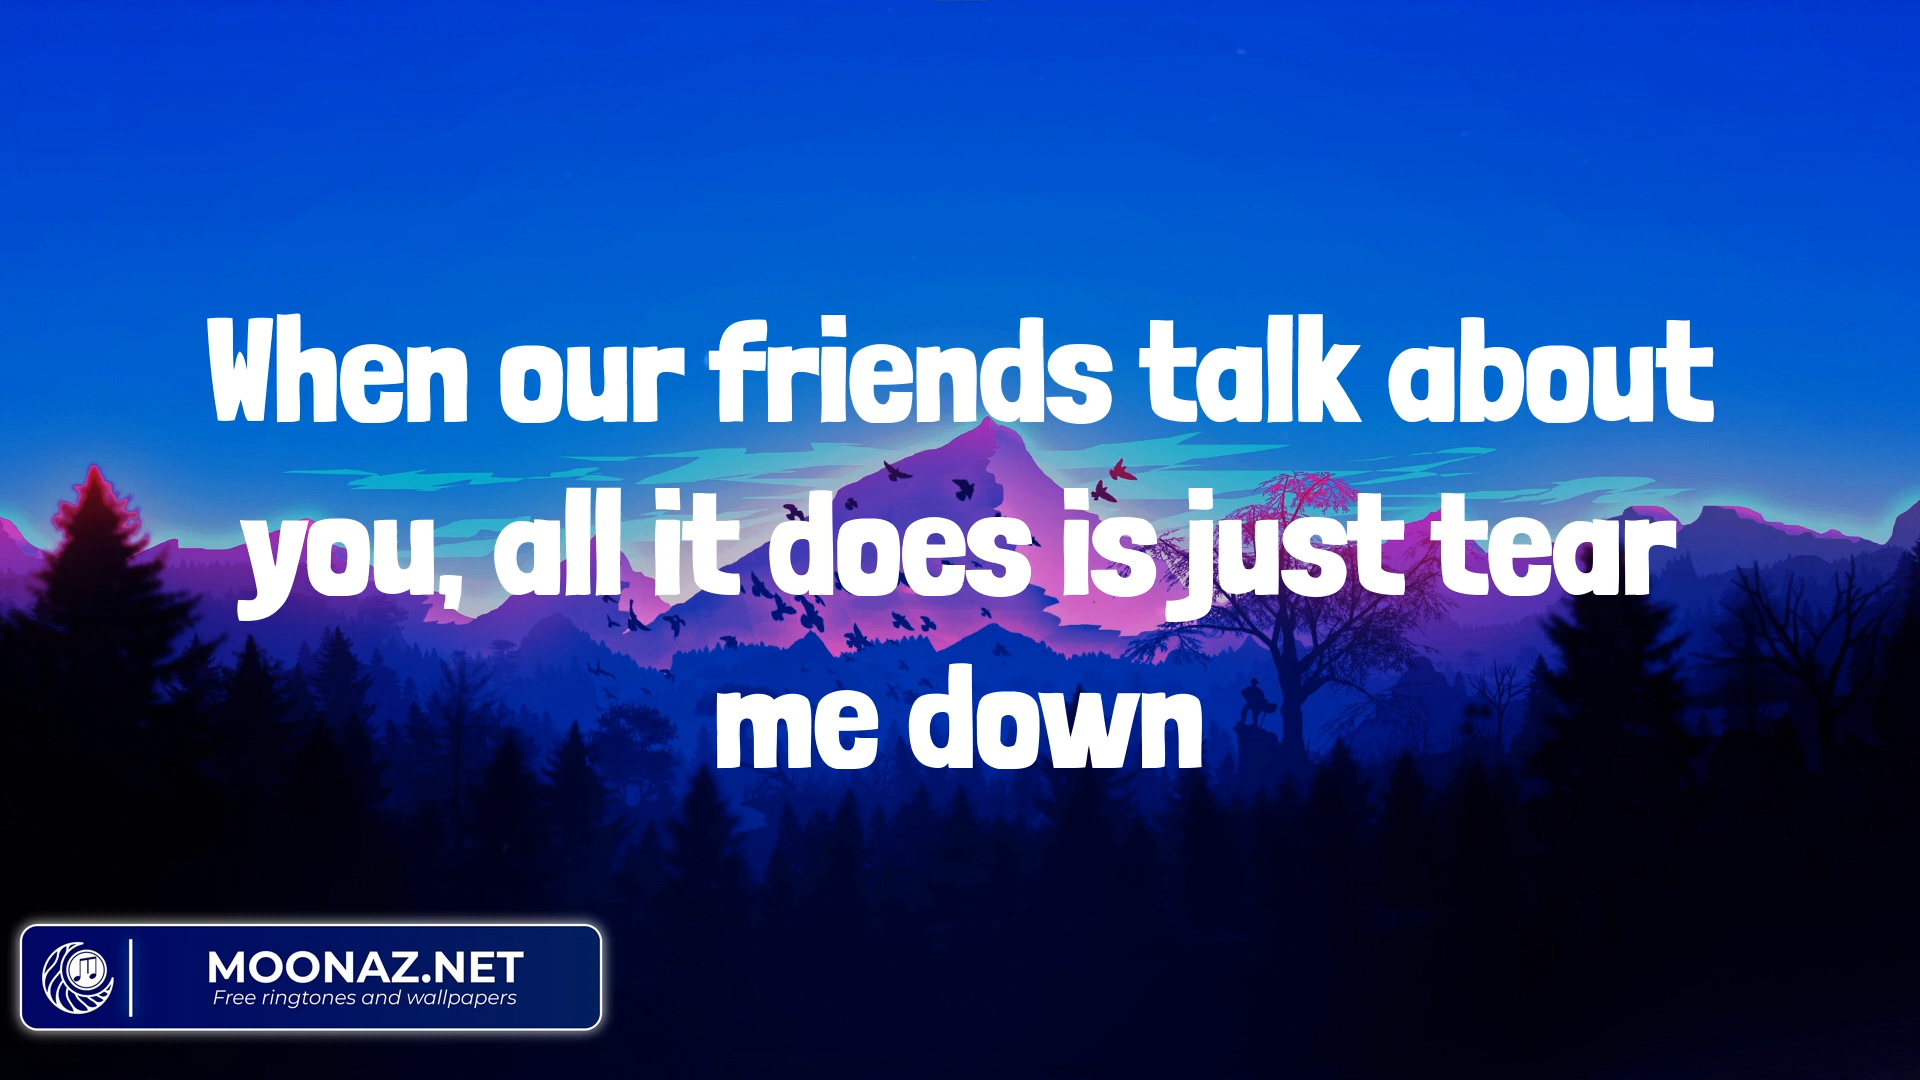 When our friends talk about
you, all it does is just tear
me down
MOONAZ.NET
Free ringtones and wallpapers